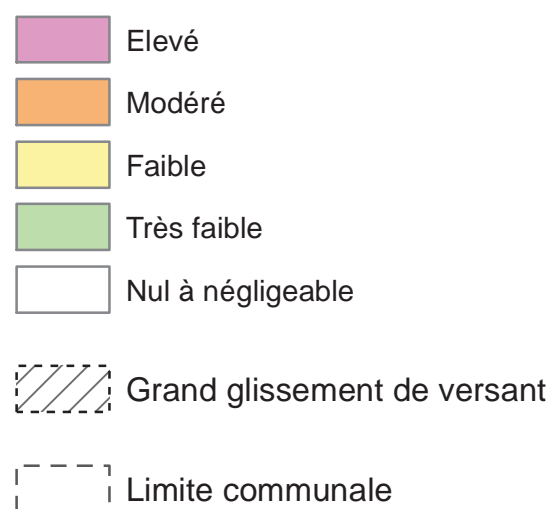 Elevé
Modéré
Faible
Très faible
Nul à négligeable
Grand glissement de versant
Limite communale